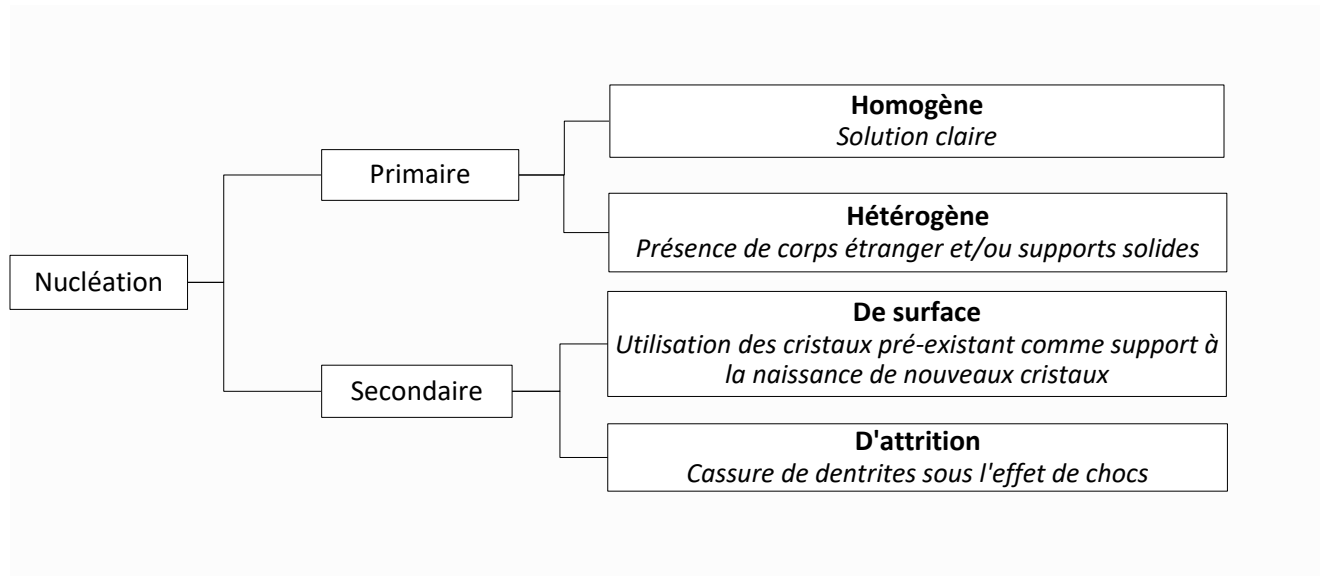 Homogène
Solution claire
Primaire
Hétérogène
Présence de corps étranger et/ou supports solides
Nucléation
De surface
Utilisation des cristaux pré-existant comme support à
la naissance de nouveaux cristaux
Secondaire
D'attrition
Cassure de dentrites sous l'effet de chocs